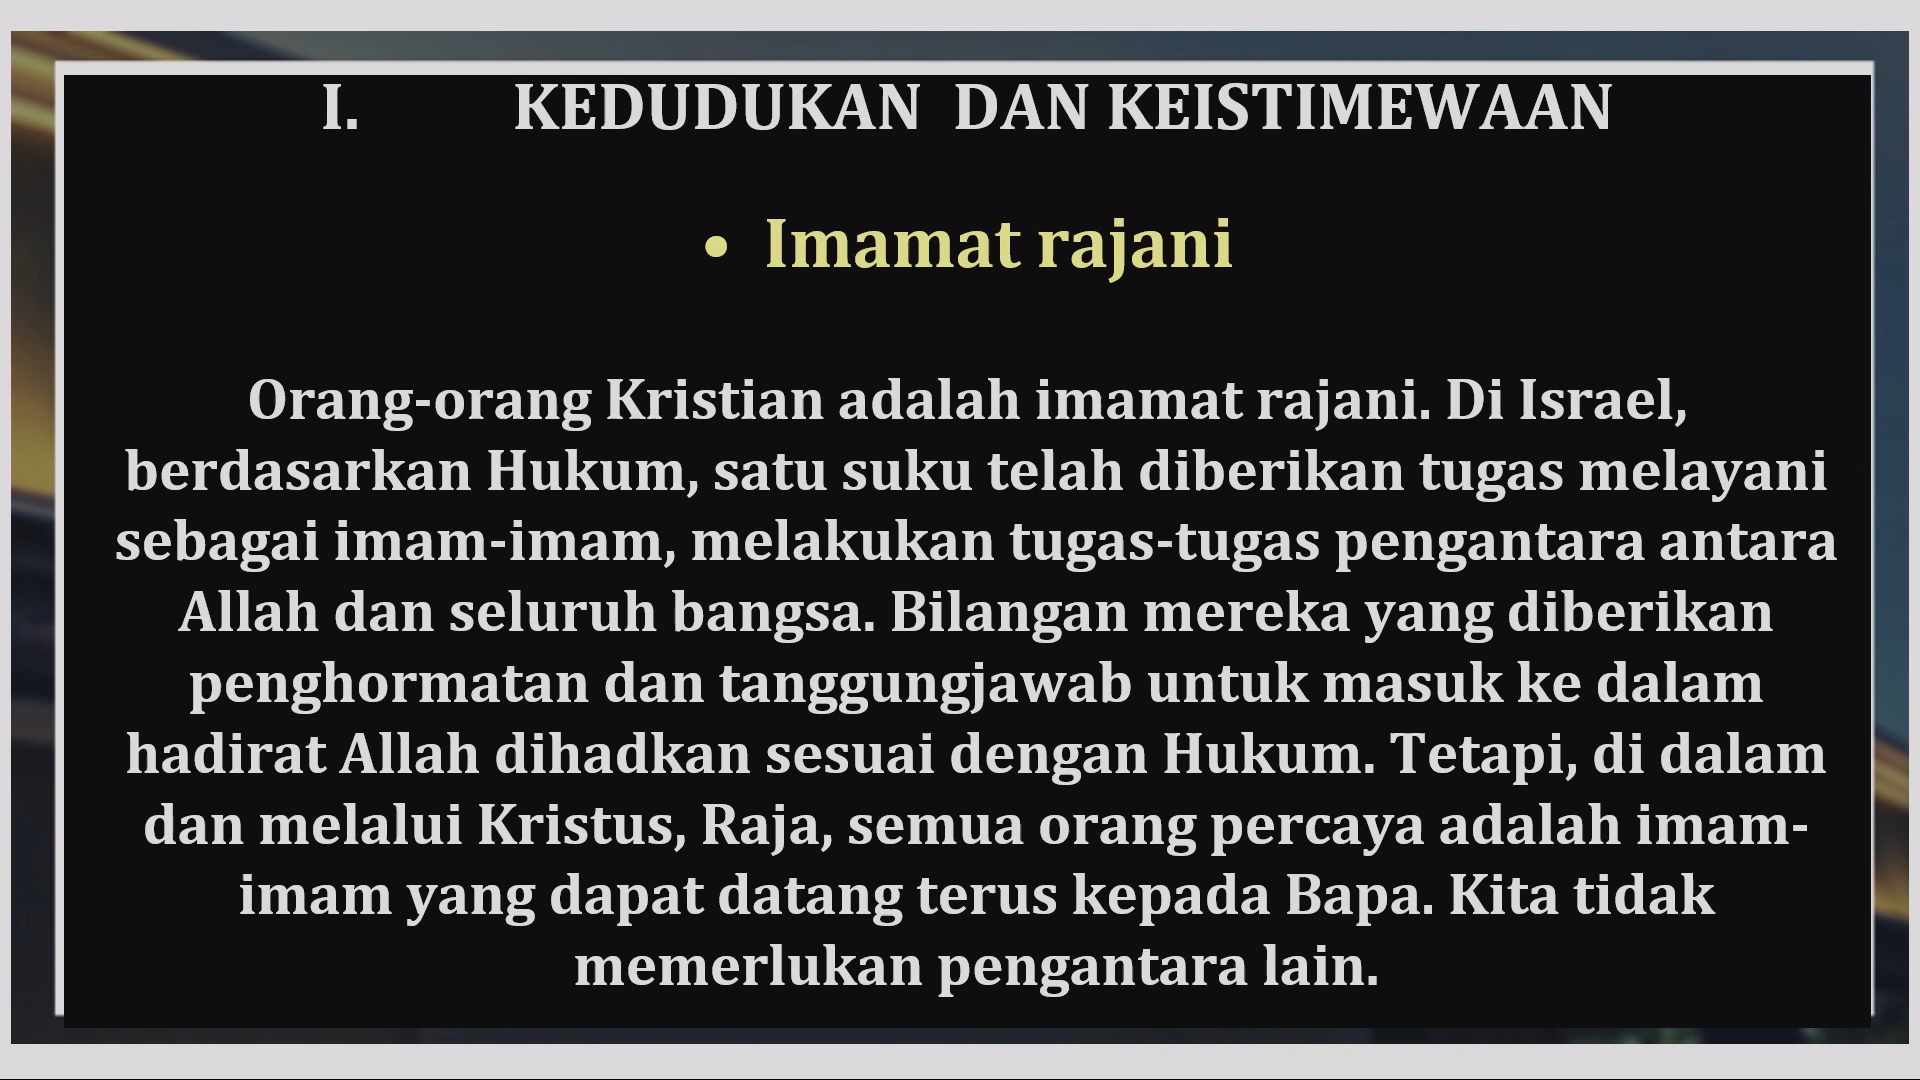 I. KEDUDUKAN DAN KEISTIMEWAAN
• Imamat rajani
Orang-orang Kristian adalah imamat rajani. Di Israel,
berdasarkan Hukum, satu suku telah diberikan tugas melayani
sebagai imam-imam, melakukan tugas-tugas pengantara antara
Allah dan seluruh bangsa. Bilangan mereka yang diberikan
penghormatan dan tanggungjawab untuk masuk ke dalam
hadirat Allah dihadkan sesuai dengan Hukum. Tetapi, di dalam
dan melalui Kristus, Raja, semua orang percaya adalah imam-
imam yang dapat datang terus kepada Bapa. Kita tidak
memerlukan pengantara lain.